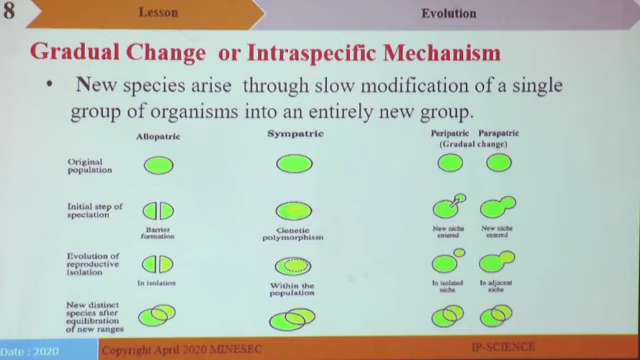 8
Lesson
Evolution
Gradual Change or Intraspecific Mechanism
• New species arise through slow modification of a single
group of organisms into an entirely new group.
Allopatric
Sympatric
Peripatric Parapatric
(Gradual change)
Original
population
Initial step of
speciation
Barrier
formation
Genetic
polymorphism
New niche
entered
New niche
entered
Evolution of
reproductive
isolation
In isolation
Within the
population
In isolated
niche
In adjacent
niche
New distinct
species after
equilibration
of new ranges
Date : 2020
Copyright April 2020 MINESEC
IP-SCIENCE